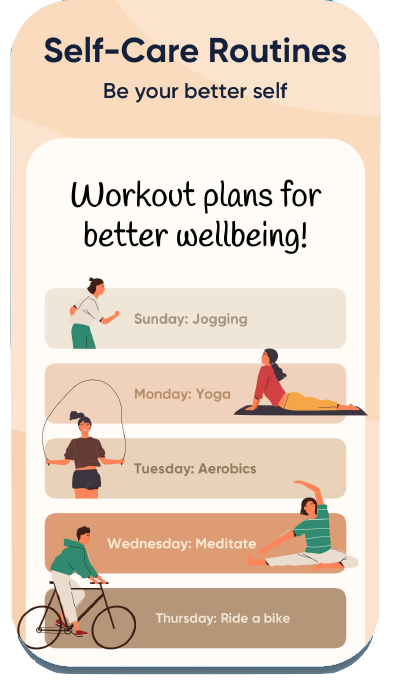 Self-Care Routines
Be your better self
Workout plans for
better wellbeing!
Sunday: Jogging
Monday: Yoga
Tuesday: Aerobics
Wednesday: Meditate
Thursday: Ride a bike